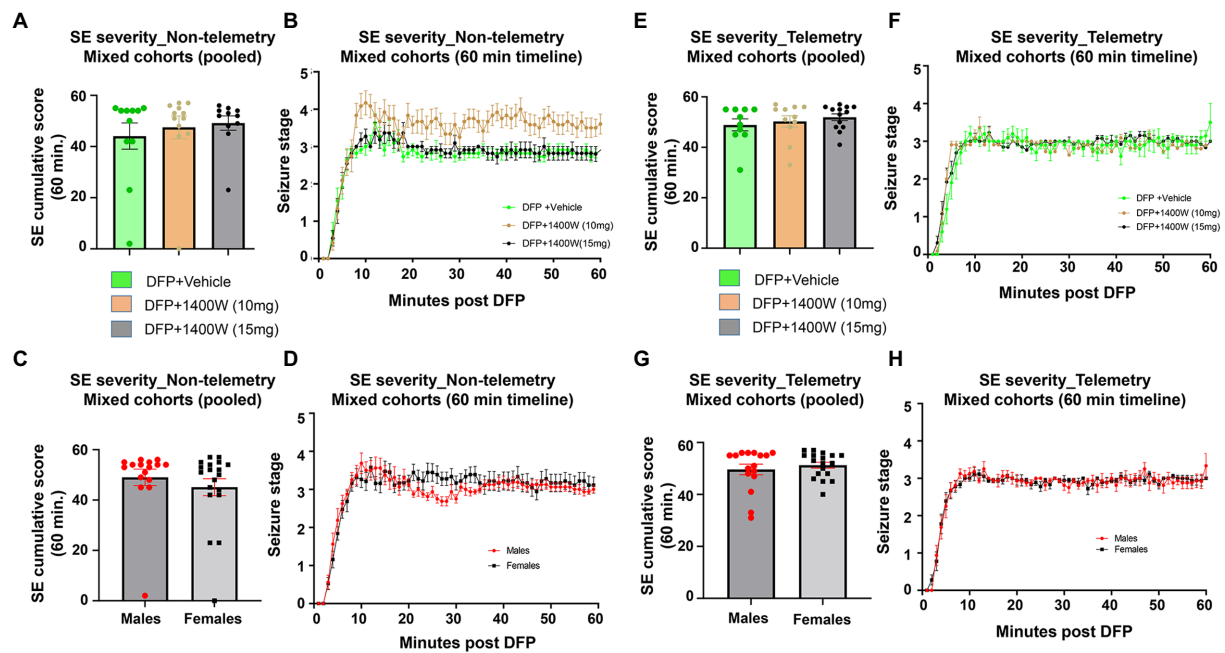 A
SE severity_Non-telemetry
Mixed cohorts (pooled)
SE cumulative score
(60 min.)
60
40
20
0
DFP+Vehicle
DFP+1400W (10mg)
DFP+1400W (15mg)
B
SE severity_Non-telemetry
Mixed cohorts (60 min timeline)
Seizure stage
5
4
3
2
1
0
0
10
20
30
40
50
60
Minutes post DFP
DFP +Vehicle
DFP+1400W (10mg)
DFP+1400W(15mg)
E
SE severity_Telemetry
Mixed cohorts (pooled)
SE cumulative score
(60 min.)
60
40
20
0
DFP+Vehicle
DFP+1400W (10mg)
DFP+1400W (15mg)
F
SE severity_Telemetry
Mixed cohorts (60 min timeline)
Seizure stage
5
4
3
2
1
0
0
10
20
30
40
50
60
Minutes post DFP
DFP +Vehicle
DFP+1400W (10mg)
DFP+1400W (15mg)
C
SE severity_Non-telemetry
Mixed cohorts (pooled)
SE cumulative score
(60 min.)
60
40
20
0
Males
Females
D
SE severity_Non-telemetry
Mixed cohorts (60 min timeline)
Seizure stage
5
4
3
2
1
0
0
10
20
30
40
50
60
Minutes post DFP
Males
Females
G
SE severity_Telemetry
Mixed cohorts (pooled)
SE cumulative score
(60 min.)
60
40
20
0
Males
Females
H
SE severity_Telemetry
Mixed cohorts (60 min timeline)
Seizure stage
5
4
3
2
1
0
0
10
20
30
40
50
60
Minutes post DFP
Males
Females